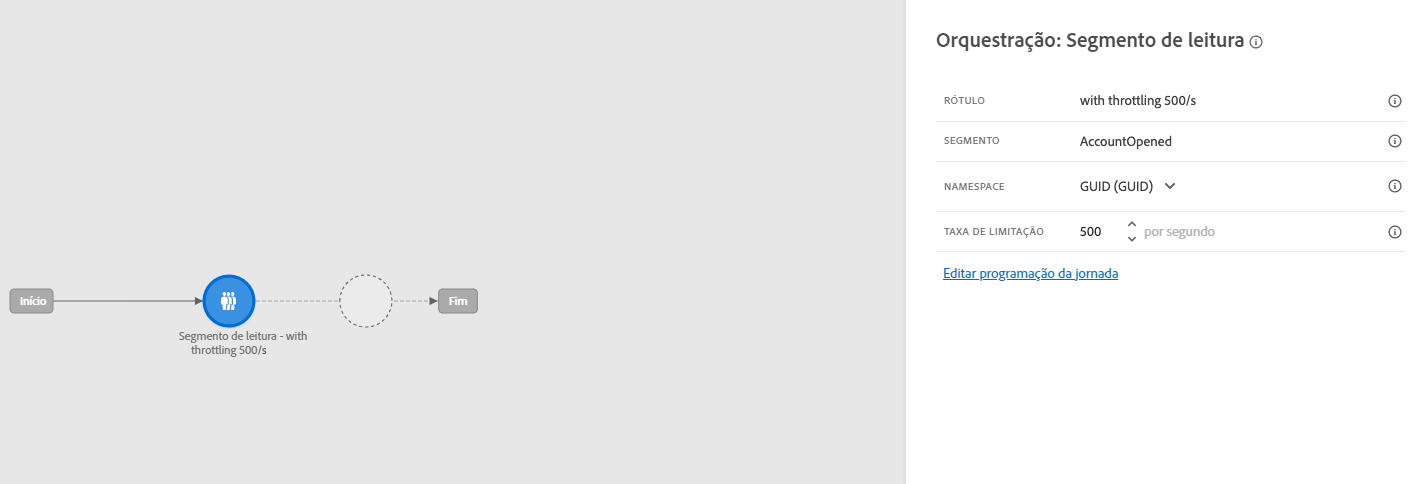 Orquestração: Segmento de leitura
RÓTULO with throttling 500/s
SEGMENTO AccountOpened
NAMESPACE GUID (GUID)
TAXA DE LIMITAÇÃO 500 por segundo
Editar programação da jornada
Início
Fim
Segmento de leitura - with
throttling 500/s